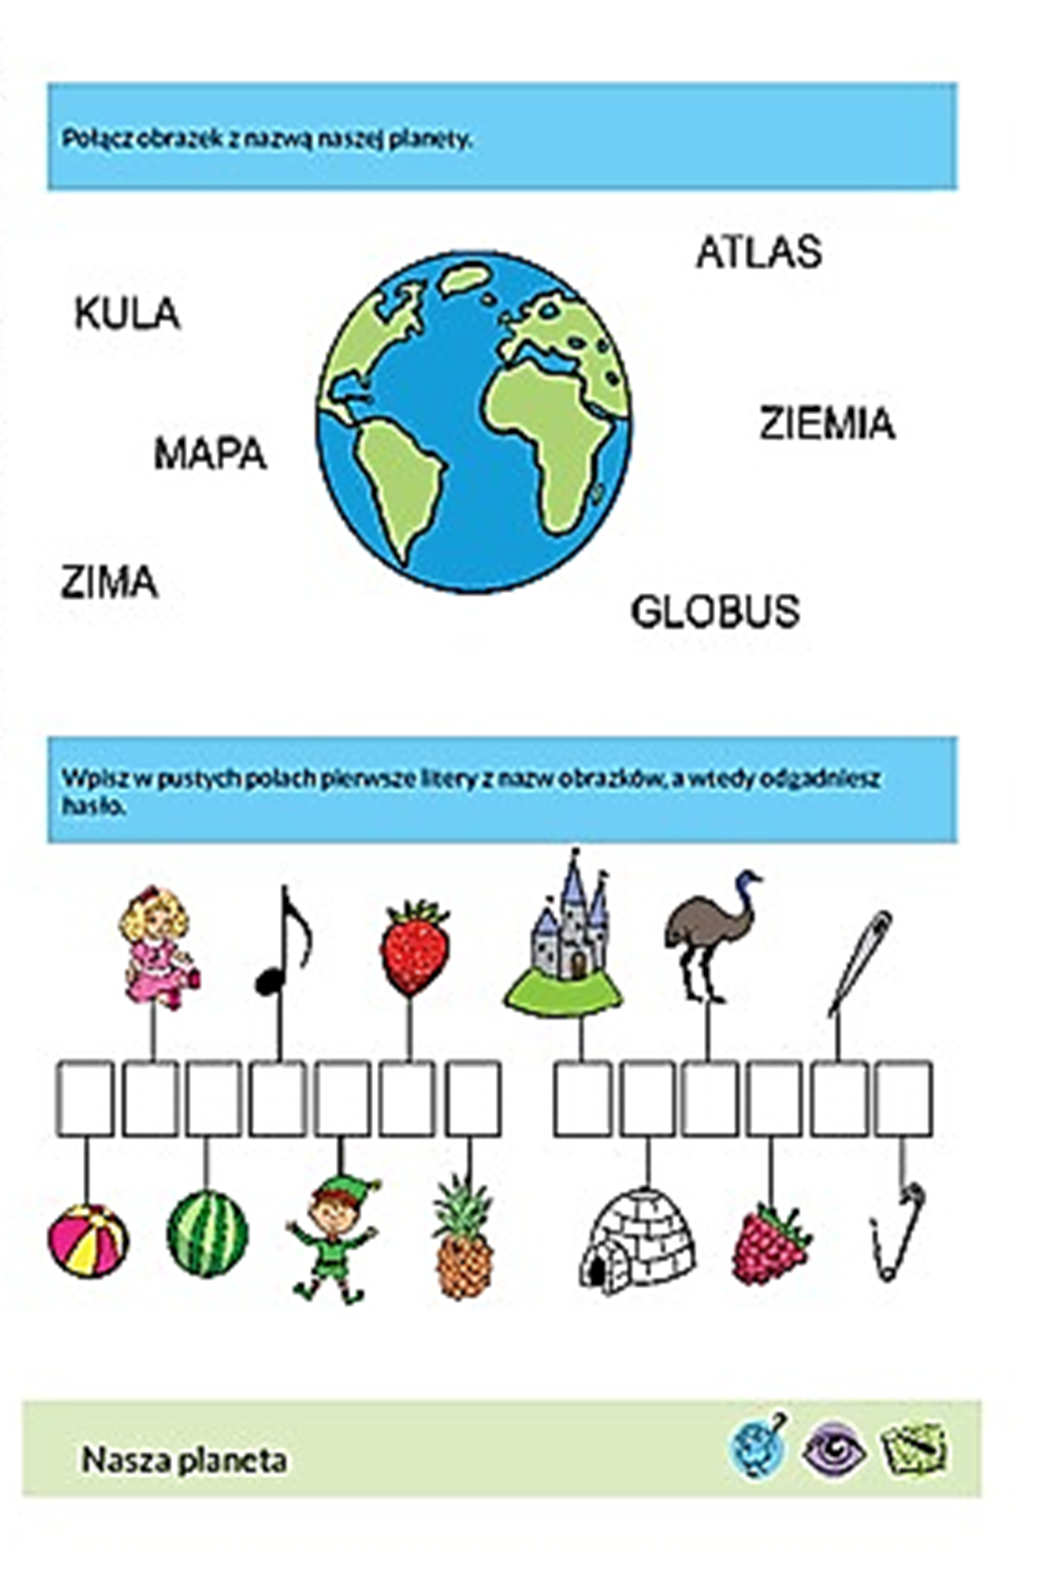 Połącz obrazek z nazwą naszej planety.
ATLAS
KULA
ZIEMIA
MAPA
ZIMA
GLOBUS
Wpisz w pustych polach pierwsze litery z nazw obrazków, a wtedy odgadniesz
hasło.
Nasza planeta